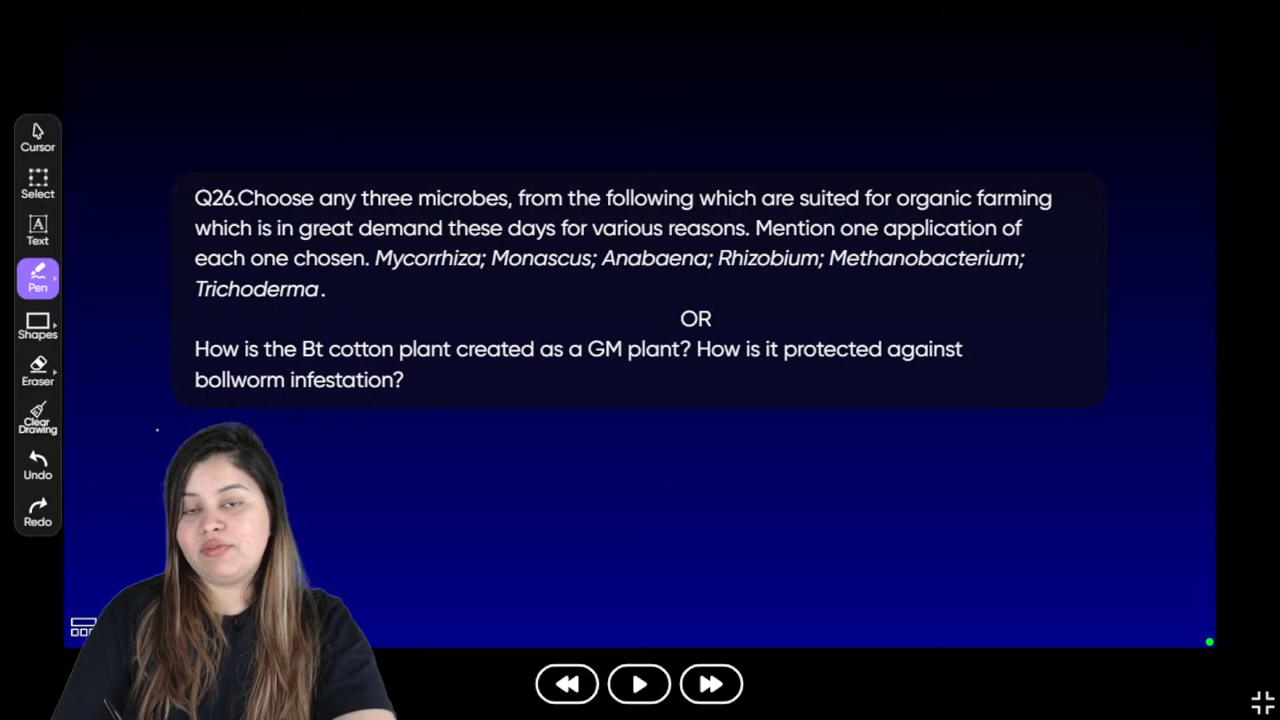 Cursor
Select
Text
Pen
Shapes
Eraser
Clear
Drawing
Undo
Redo
Q26.Choose any three microbes, from the following which are suited for organic farming
which is in great demand these days for various reasons. Mention one application of
each one chosen. Mycorrhiza; Monascus; Anabaena; Rhizobium; Methanobacterium;
Trichoderma.
OR
How is the Bt cotton plant created as a GM plant? How is it protected against
bollworm infestation?